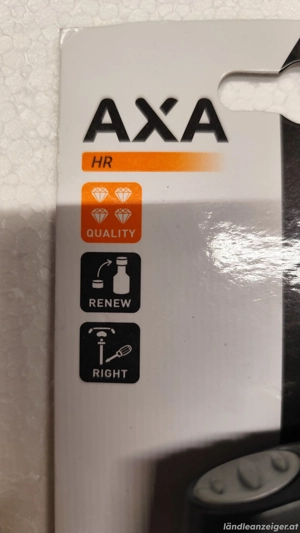 AXA
HR
QUALITY
RENEW
RIGHT
ländleanzeiger.at